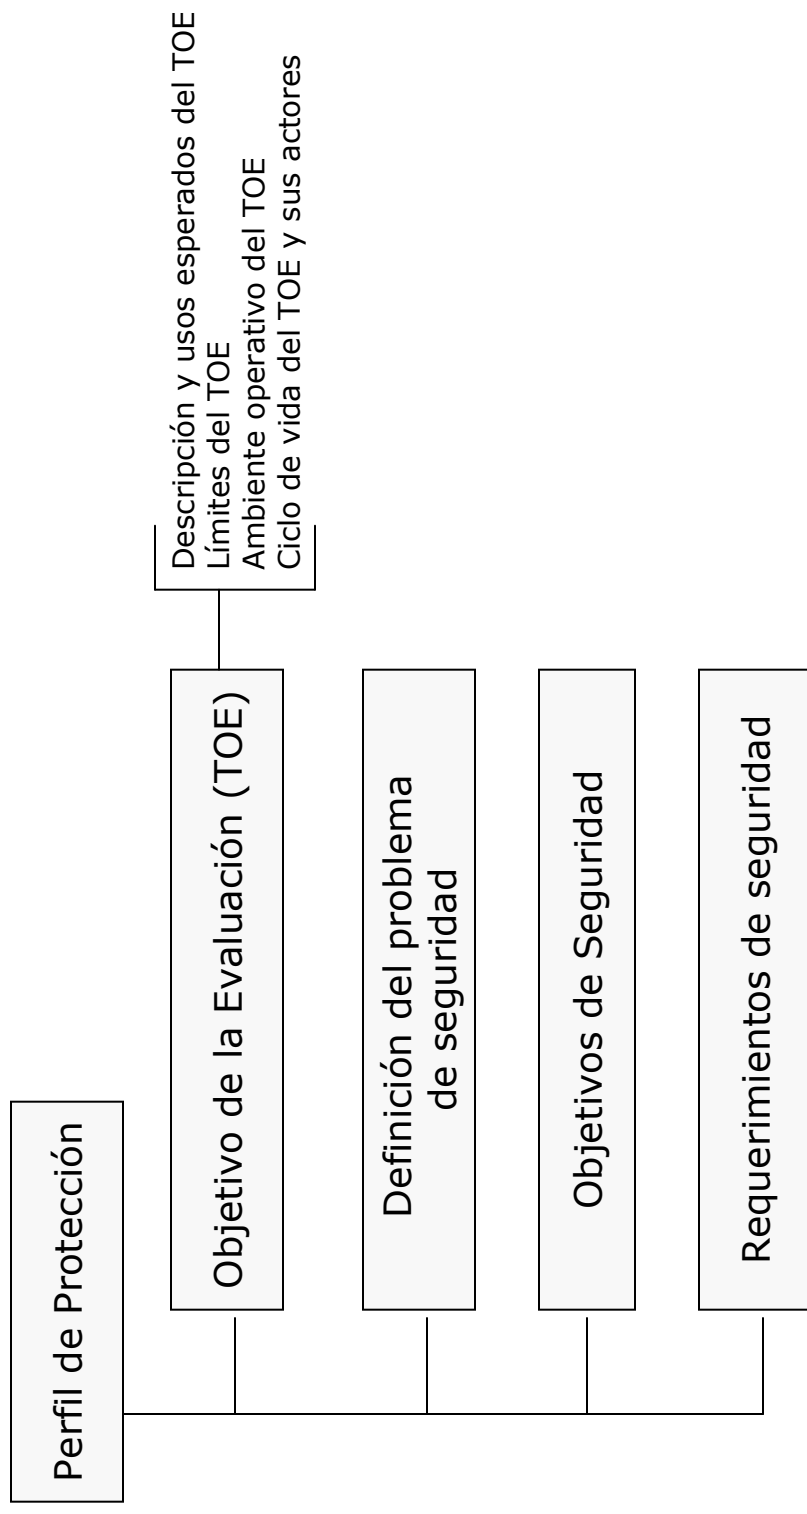 Perfil de Protección
Objetivo de la Evaluación (TOE)
Descripción y usos esperados del TOE
Límites del TOE
Ambiente operativo del TOE
Ciclo de vida del TOE y sus actores
Definición del problema
de seguridad
Objetivos de Seguridad
Requerimientos de seguridad